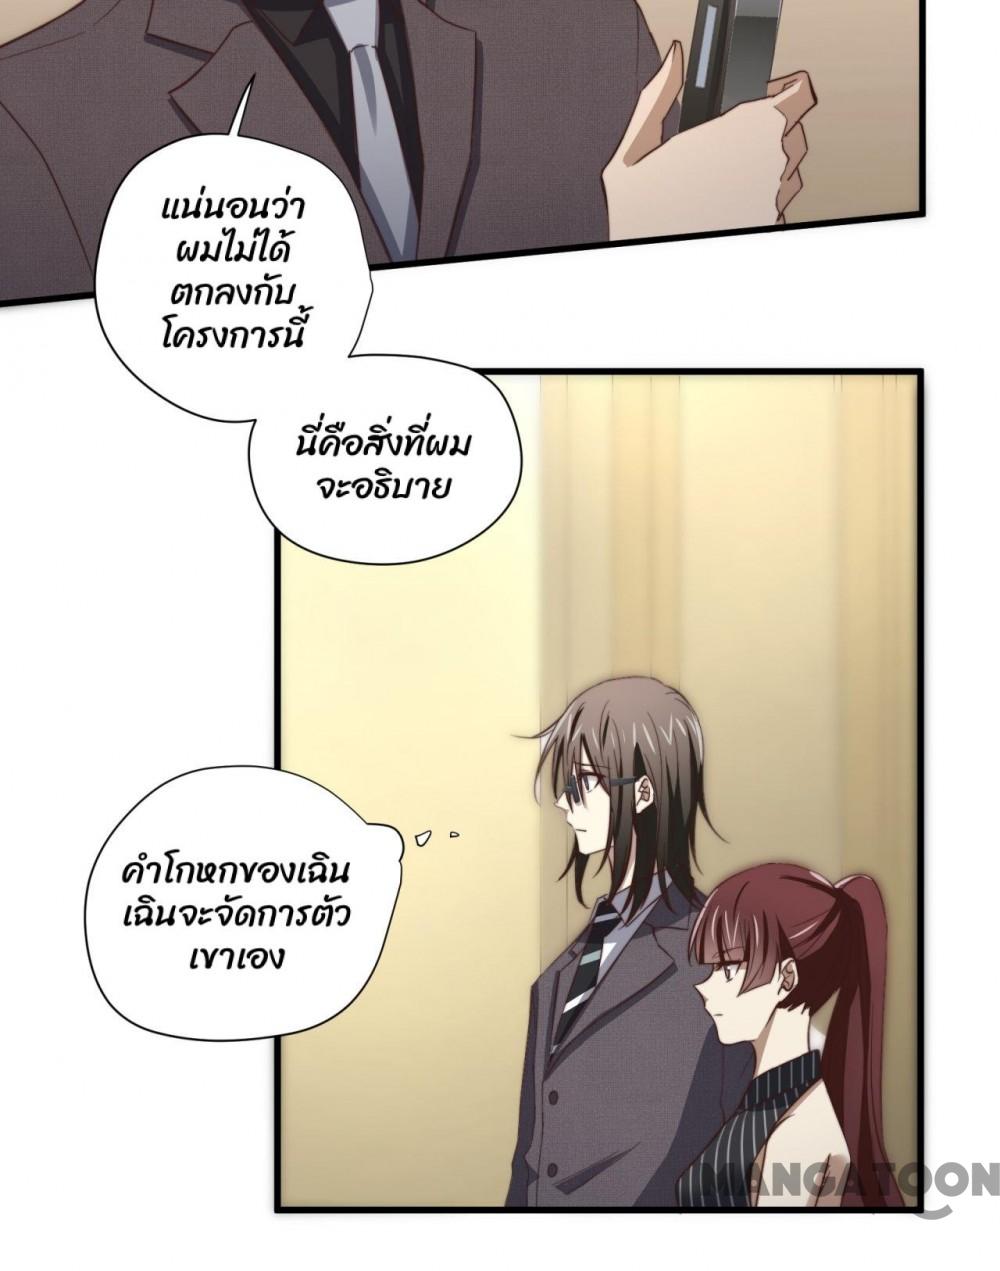 แน่นอนว่า
ผมไม่ได้
ตกลงกับ
โครงการนี้
นี่คือสิ่งที่ผม
จะอธิบาย
คำโกหกของเฉิน
เฉินจะจัดการตัว
เขาเอง
MANGATOON